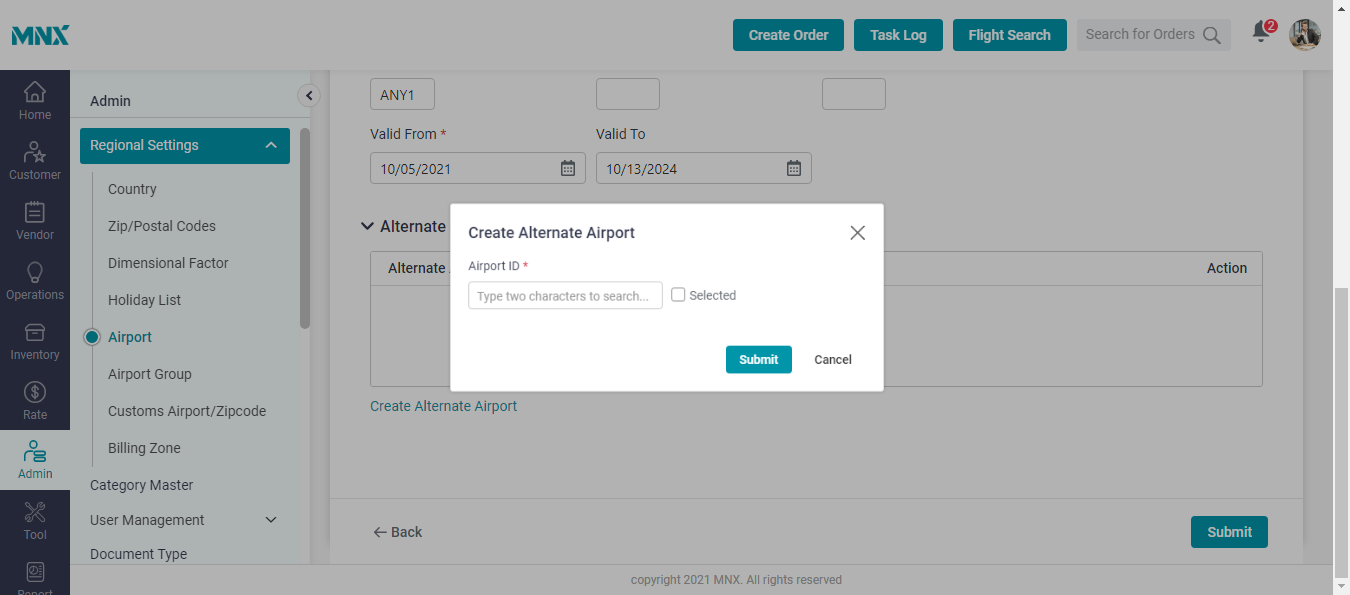 MNX
Create Order
Task Log
Flight Search
Search for Orders
2
Home
Customer
Vendor
Operations
Inventory
Rate
Admin
Tool
Report
Admin
Regional Settings
Country
Zip/Postal Codes
Dimensional Factor
Holiday List
Airport
Airport Group
Customs Airport/Zipcode
Billing Zone
Category Master
User Management
Document Type
ANY1
Valid From *
Valid To
10/05/2021
10/13/2024
Alternate
Alternate
Action
Create Alternate Airport
Airport ID *
Type two characters to search...
Selected
Submit
Cancel
Create Alternate Airport
Back
Submit
copyright 2021 MNX. All rights reserved